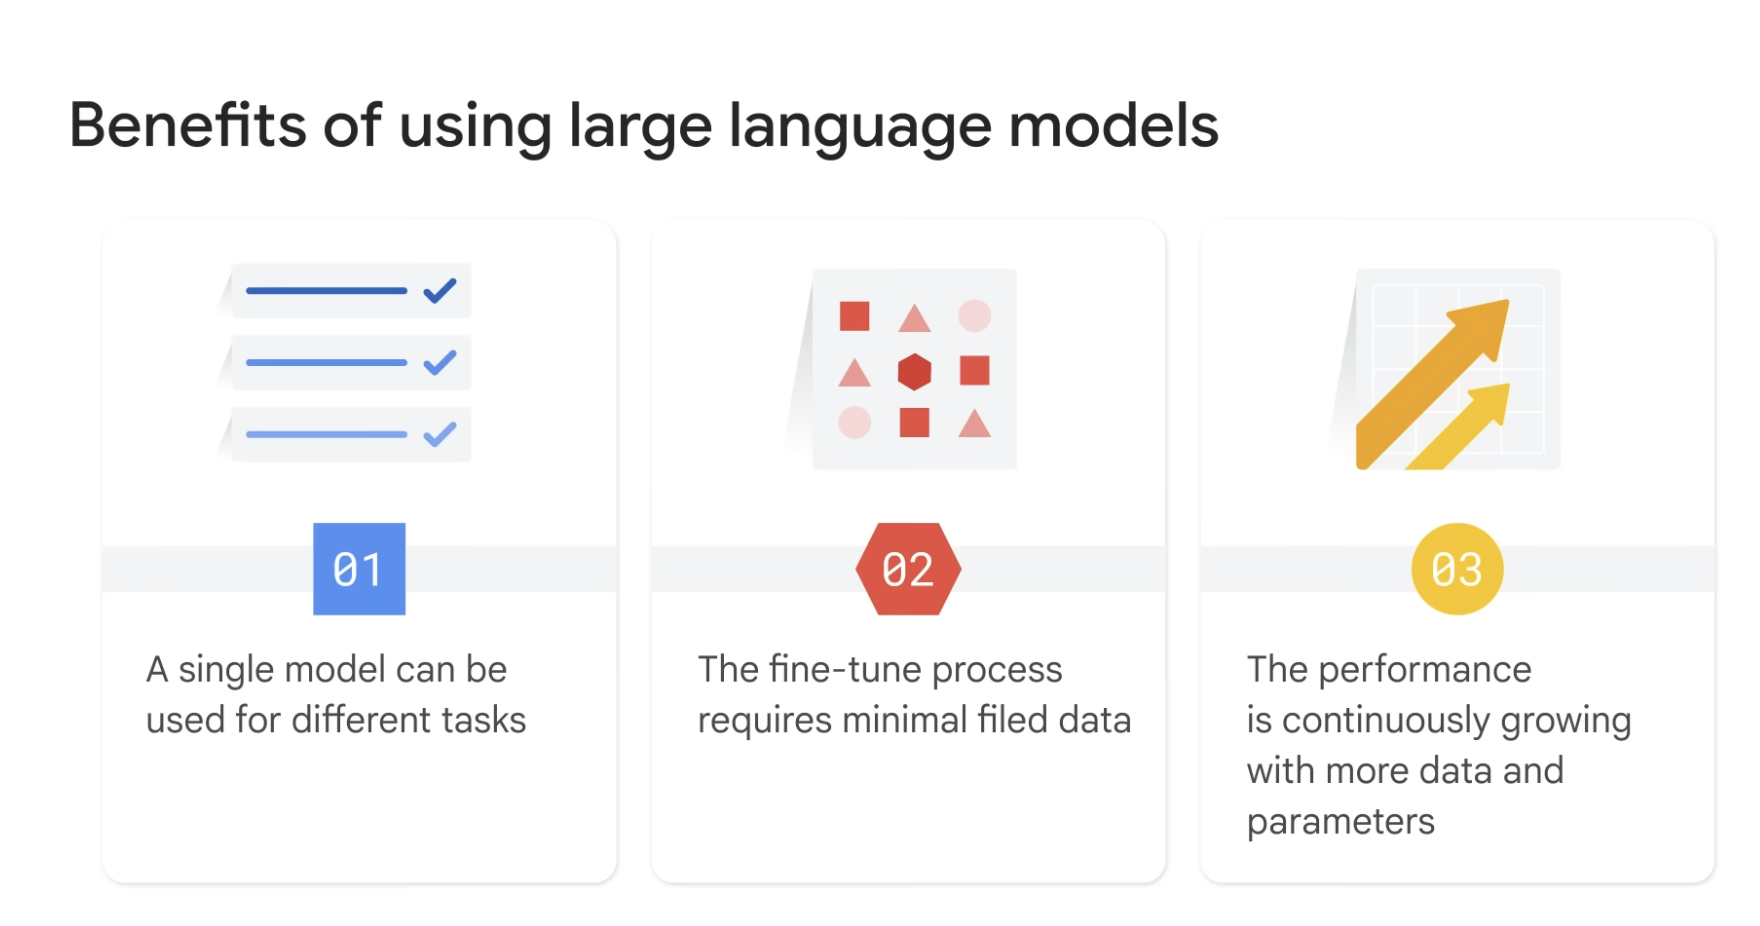 Benefits of using large language models
01
A single model can be
used for different tasks
02
The fine-tune process
requires minimal filed data
03
The performance
is continuously growing
with more data and
parameters